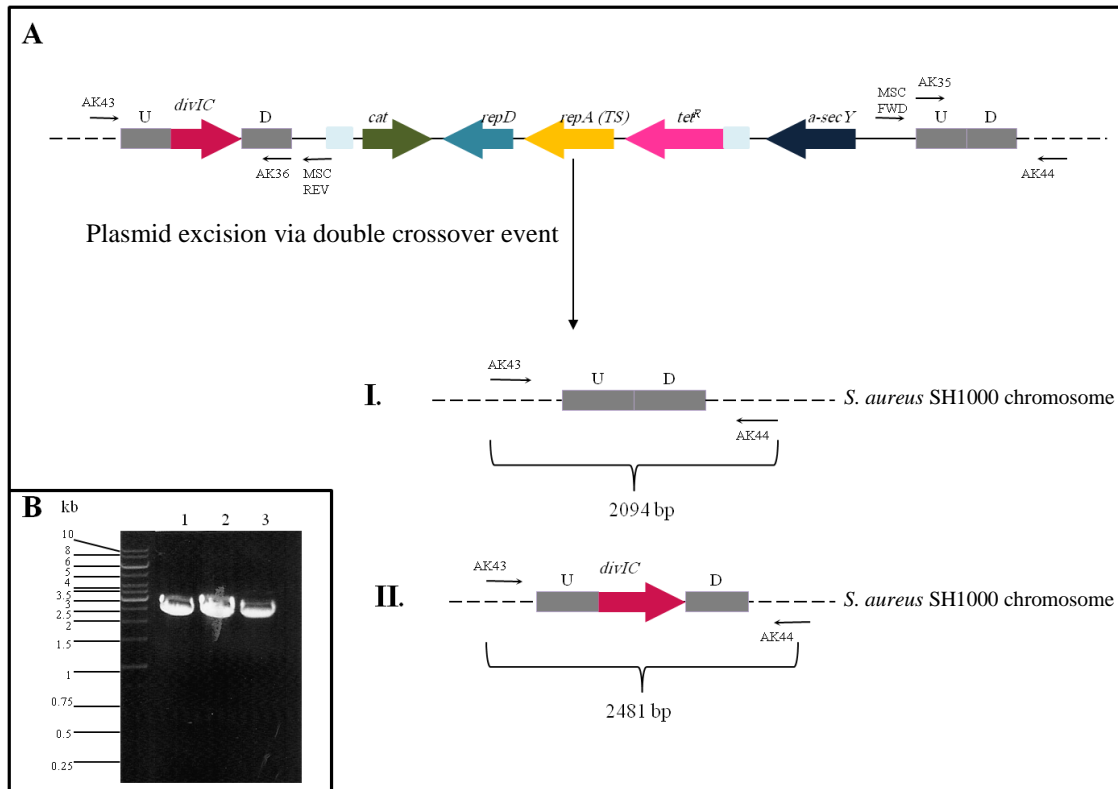 A
AK43
U
divIC
D
AK36
MSC
REV
cat
repD
repA (TS)
tetR
a-secY
MSC
FWD
AK35
U
D
AK44
Plasmid excision via double crossover event
I.
AK43
U
D
AK44
S. aureus SH1000 chromosome
2094 bp
II.
AK43
U
divIC
D
AK44
S. aureus SH1000 chromosome
2481 bp
B
kb
1 2 3
10
8
6
5
4
3.5
3
2.5
2
1.5
1
0.75
0.5
0.25